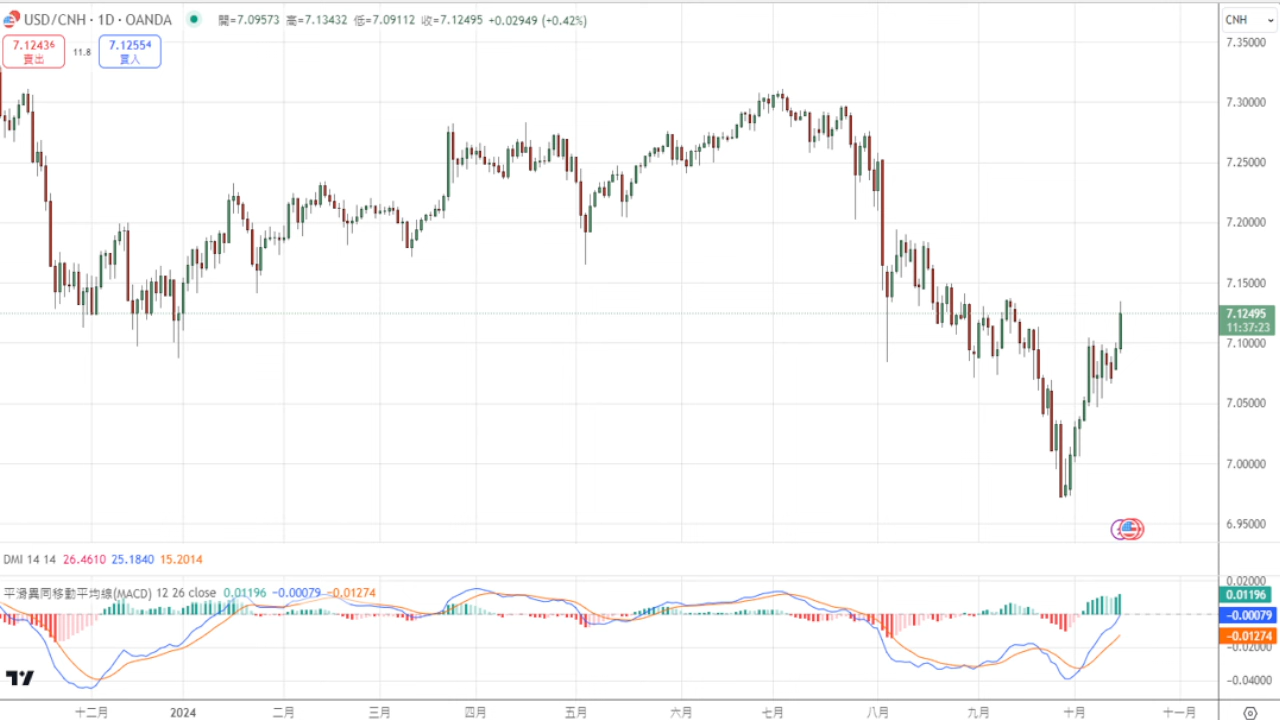 USD/CNH · 1D · OANDA 開=7.09573 高=7.13432 低=7.09112 收=7.12495 +0.02949 (+0.42%)
CNH
7.12436
賣出
11.8
7.12554
買入
7.35000
7.30000
7.25000
7.20000
7.15000
7.12495
11:37:23
7.10000
7.05000
7.00000
6.95000
DMI 14 14 26.4610 25.1840 15.2014
平滑異同移動平均線(MACD) 12 26 close 0.01196 −0.00079 −0.01274
0.02000
0.01196
−0.00079
−0.01274
−0.02000
−0.04000
十二月 2024 二月 三月 四月 五月 六月 七月 八月 九月 十月 十一月